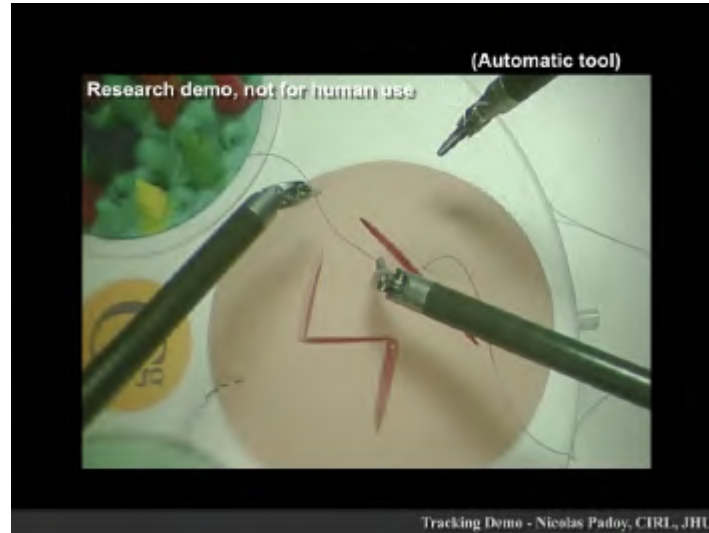 (Automatic tool)
Research demo, not for human use
Tracking Demo - Nicolas Padoy, CIRL, JHU